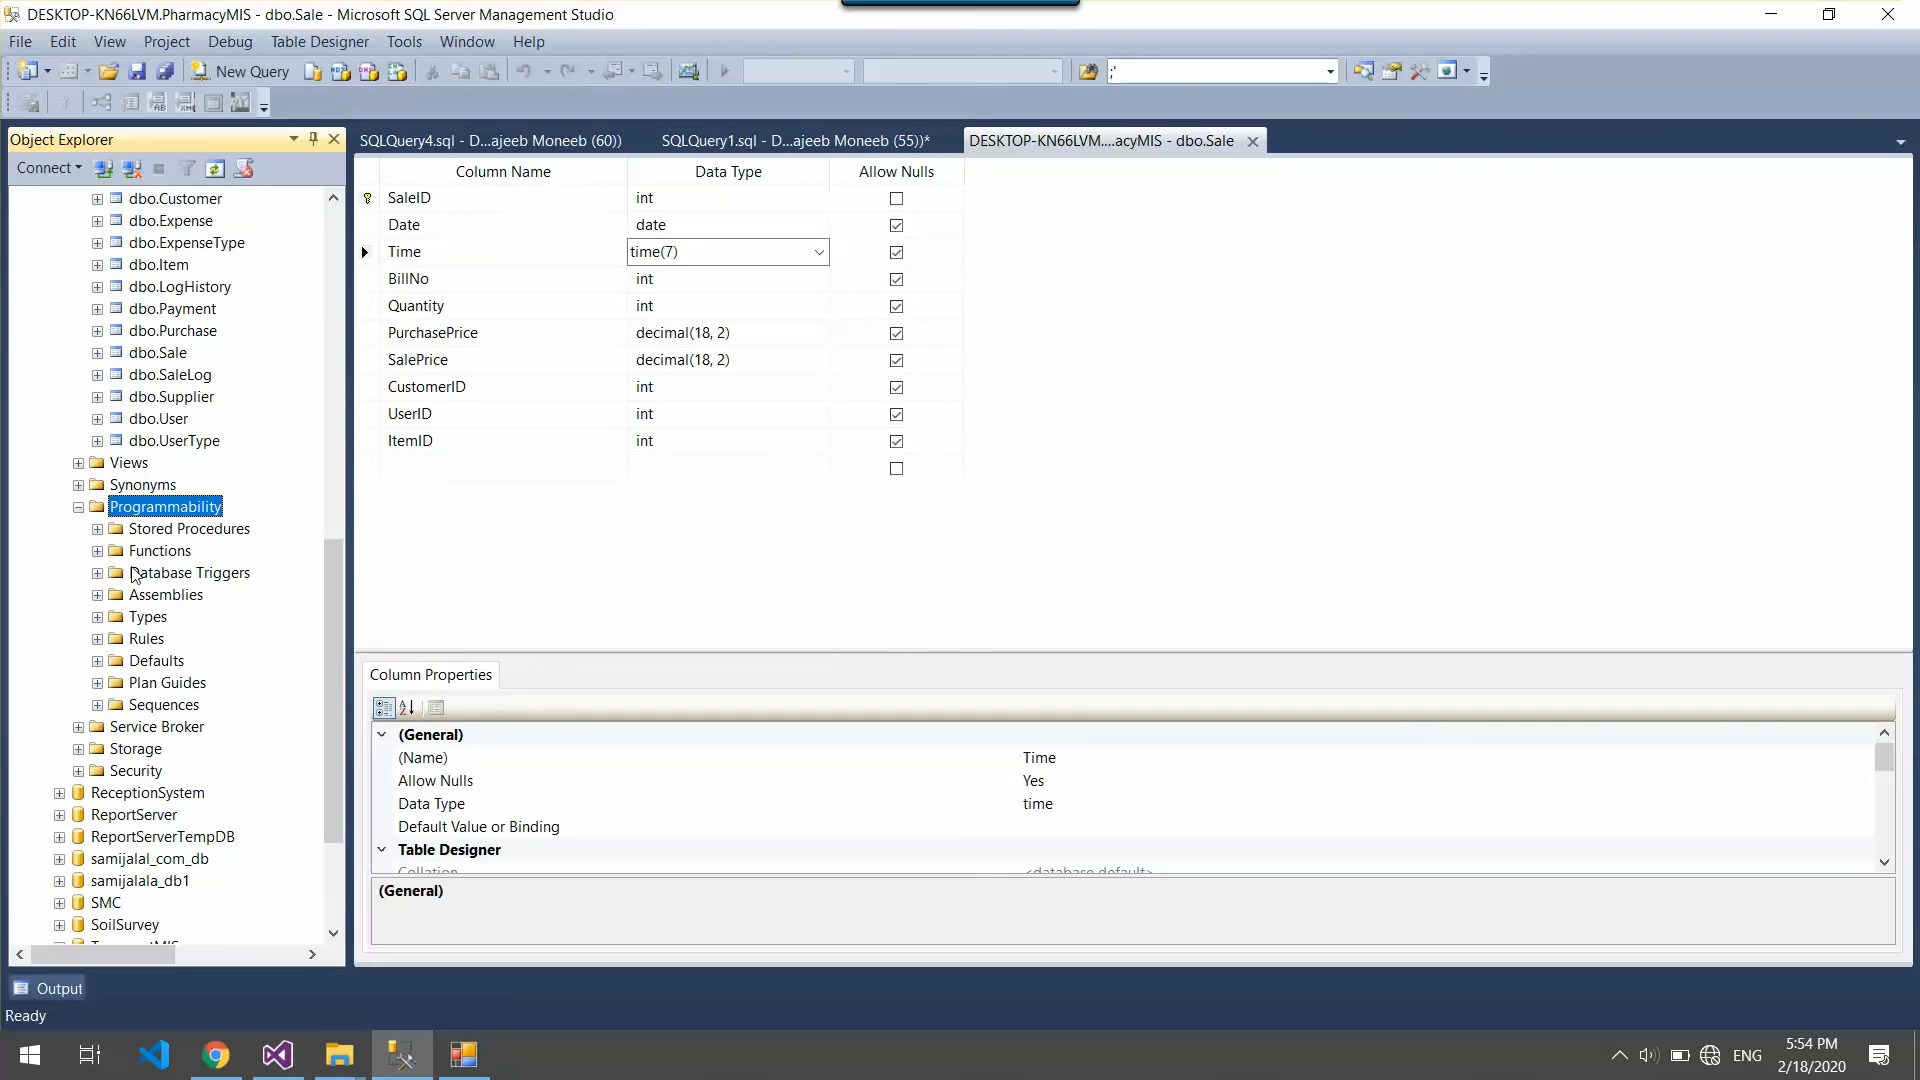 DESKTOP-KN66LVM.PharmacyMIS - dbo.Sale - Microsoft SQL Server Management Studio
File Edit View Project Debug Table Designer Tools Window Help
New Query
;'
Object Explorer
Connect
dbo.Customer
dbo.Expense
dbo.ExpenseType
dbo.Item
dbo.LogHistory
dbo.Payment
dbo.Purchase
dbo.Sale
dbo.SaleLog
dbo.Supplier
dbo.User
dbo.UserType
Views
Synonyms
Programmability
Stored Procedures
Functions
Database Triggers
Assemblies
Types
Rules
Defaults
Plan Guides
Sequences
Service Broker
Storage
Security
ReceptionSystem
ReportServer
ReportServerTempDB
samijalal_com_db
samijalala_db1
SMC
SoilSurvey
SQLQuery4.sql - D...ajeeb Moneeb (60)) SQLQuery1.sql - D...ajeeb Moneeb (55))* DESKTOP-KN66LVM....acyMIS - dbo.Sale
Column Name Data Type Allow Nulls
SaleID int
Date date
Time time(7)
BillNo int
Quantity int
PurchasePrice decimal(18, 2)
SalePrice decimal(18, 2)
CustomerID int
UserID int
ItemID int
Column Properties
(General)
(Name) Time
Allow Nulls Yes
Data Type time
Default Value or Binding
Table Designer
Collation <database default>
(General)
Output
Ready
ENG
5:54 PM
2/18/2020